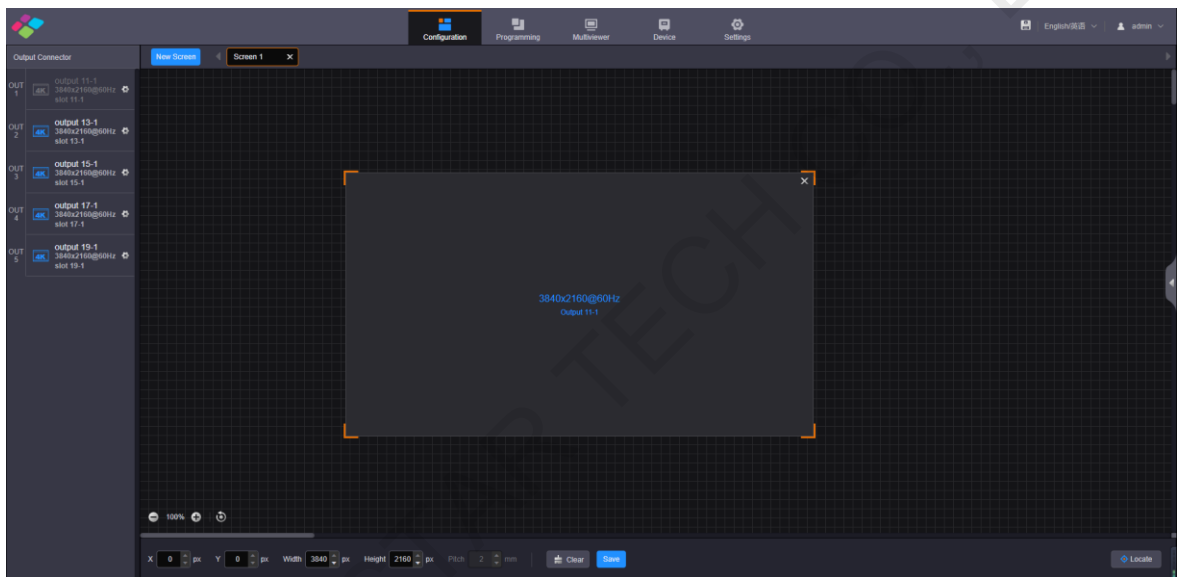 Configuration
Programming
Multiviewer
Device
Settings
English/英语
admin
Output Connector
New Screen
Screen 1
OUT 1
4K
output 11-1
3840x2160@60Hz
slot 11-1
OUT 2
4K
output 13-1
3840x2160@60Hz
slot 13-1
OUT 3
4K
output 15-1
3840x2160@60Hz
slot 15-1
OUT 4
4K
output 17-1
3840x2160@60Hz
slot 17-1
OUT 5
4K
output 19-1
3840x2160@60Hz
slot 19-1
3840x2160@60Hz
Output 11-1
100%
X 0 px Y 0 px Width 3840 px Height 2160 px Pitch 2 mm Clear Save Locate